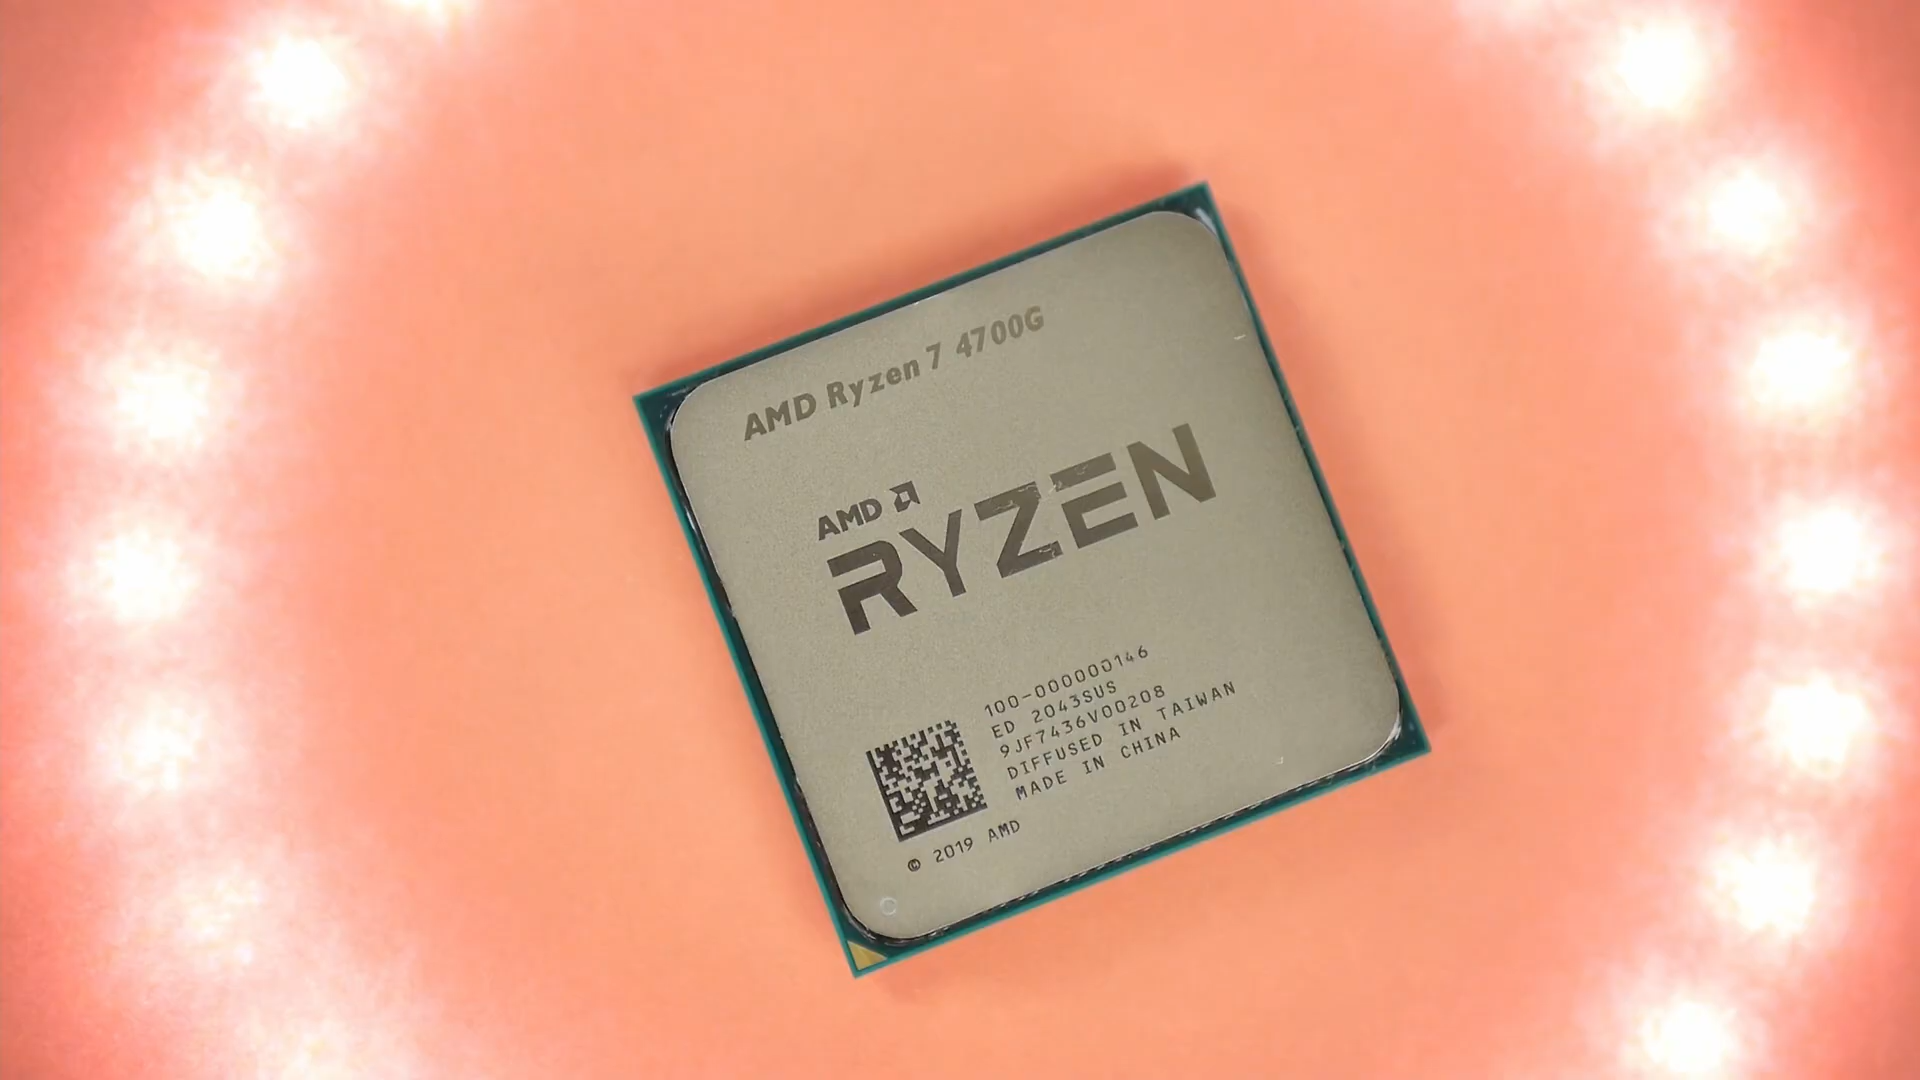 AMD Ryzen 7 4700G
AMD
RYZEN
100-000000146
ED 2043SUS
9JF7436V00208
DIFFUSED IN TAIWAN
MADE IN CHINA
© 2019 AMD